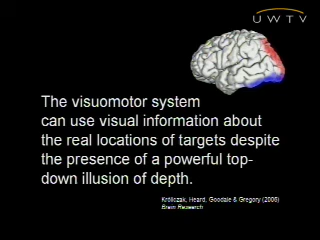 UWTV
The visuomotor system
can use visual information about
the real locations of targets despite
the presence of a powerful top-
down illusion of depth.
Króliczak, Heard, Goodale & Gregory (2006)
Brain Research